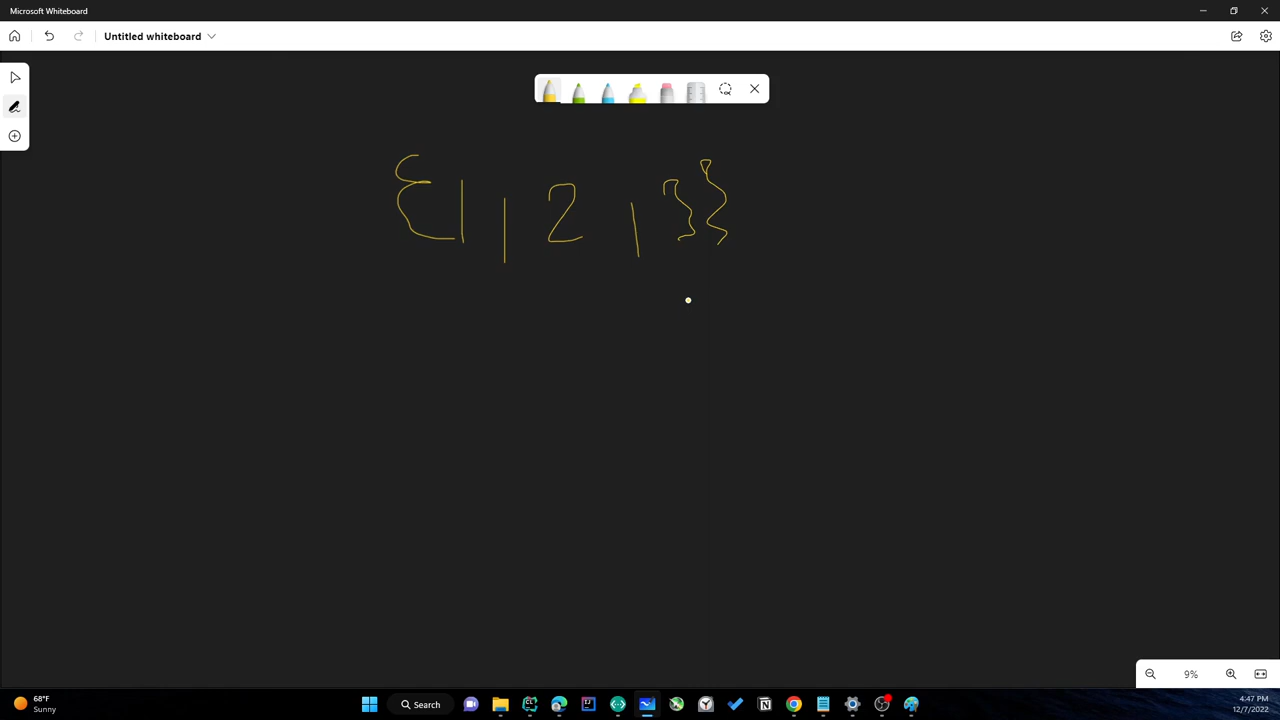 Microsoft Whiteboard
Untitled whiteboard
{1, 2, 3}
9%
68°F
Sunny
Search
4:47 PM
12/7/2022